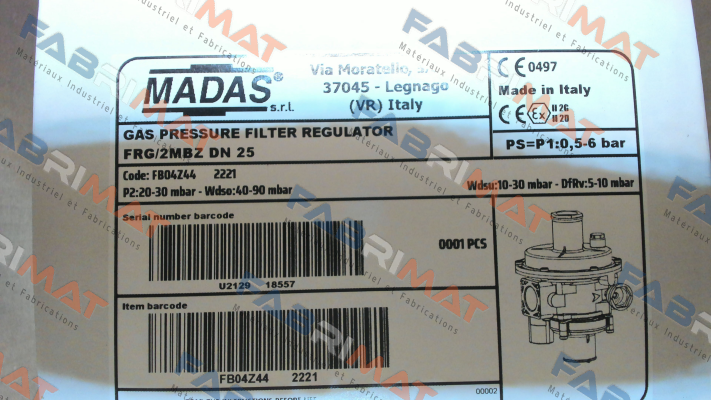 MADAS®
s.r.l.
Via Moratello,
37045 - Legnago
(VR) Italy
CE 0497
Made in Italy
CE Ex II 2G
II 2D
GAS PRESSURE FILTER REGULATOR
FRG/2MBZ DN 25
PS=P1:0,5-6 bar
Code: FB04Z44 2221
P2:20-30 mbar - Wdso:40-90 mbar
Wdsu:10-30 mbar - DfRv:5-10 mbar
Serial number barcode
0001 PCS
U2129 18557
Item barcode
FB04Z44 2221
00002
FABRIMAT
Matériaux Industriel et Fabrications